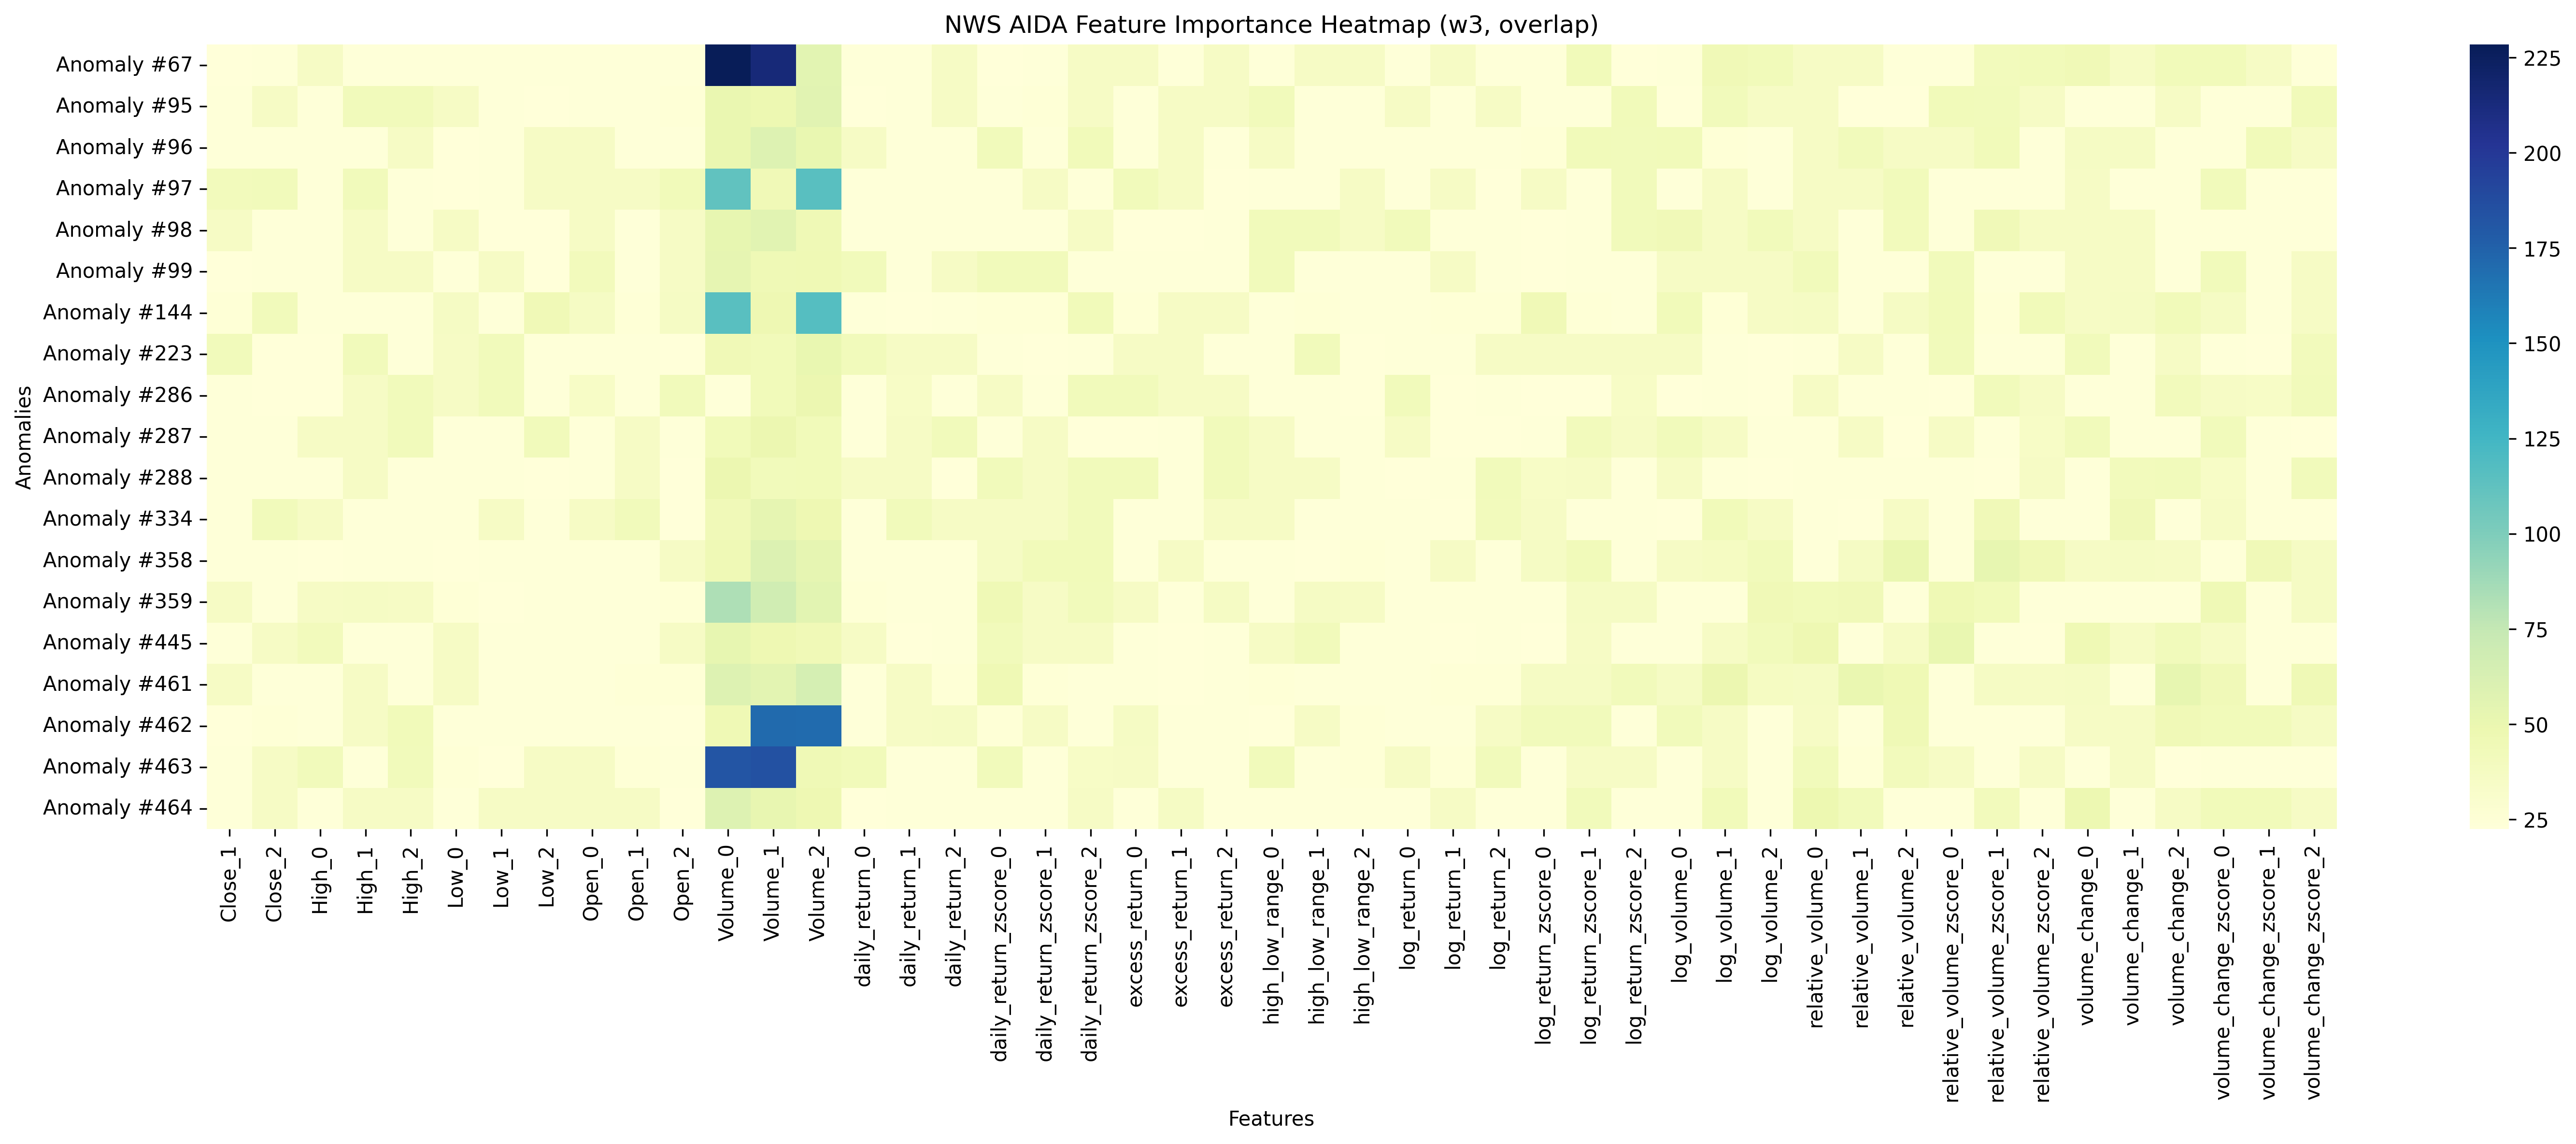 NWS AIDA Feature Importance Heatmap (w3, overlap)
Anomalies
Anomaly #67
Anomaly #95
Anomaly #96
Anomaly #97
Anomaly #98
Anomaly #99
Anomaly #144
Anomaly #223
Anomaly #286
Anomaly #287
Anomaly #288
Anomaly #334
Anomaly #358
Anomaly #359
Anomaly #445
Anomaly #461
Anomaly #462
Anomaly #463
Anomaly #464
Close_1
Close_2
High_0
High_1
High_2
Low_0
Low_1
Low_2
Open_0
Open_1
Open_2
Volume_0
Volume_1
Volume_2
daily_return_0
daily_return_1
daily_return_2
daily_return_zscore_0
daily_return_zscore_1
daily_return_zscore_2
excess_return_0
excess_return_1
excess_return_2
high_low_range_0
high_low_range_1
high_low_range_2
log_return_0
log_return_1
log_return_2
log_return_zscore_0
log_return_zscore_1
log_return_zscore_2
log_volume_0
log_volume_1
log_volume_2
relative_volume_0
relative_volume_1
relative_volume_2
relative_volume_zscore_0
relative_volume_zscore_1
relative_volume_zscore_2
volume_change_0
volume_change_1
volume_change_2
volume_change_zscore_0
volume_change_zscore_1
volume_change_zscore_2
Features
225
200
175
150
125
100
75
50
25